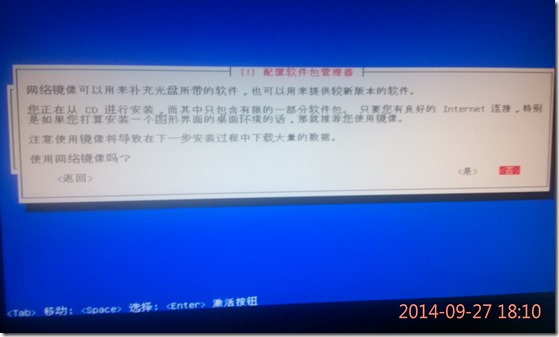 [!] 配置软件包管理器
网络镜像可以用来补充光盘所带的软件，也可以用来提供较新版本的软件。
您正在从 CD 进行安装，而其中只包含有限的一部分软件包。 只要您有良好的 Internet 连接，特别
是如果您打算安装一个图形界面的桌面环境的话，那就推荐您使用镜像。
注意使用镜像将导致在下一步安装过程中下载大量的数据。
使用网络镜像吗？
<返回> <是> <否>
<Tab> 移动; <Space> 选择; <Enter> 激活按钮
2014-09-27 18:10